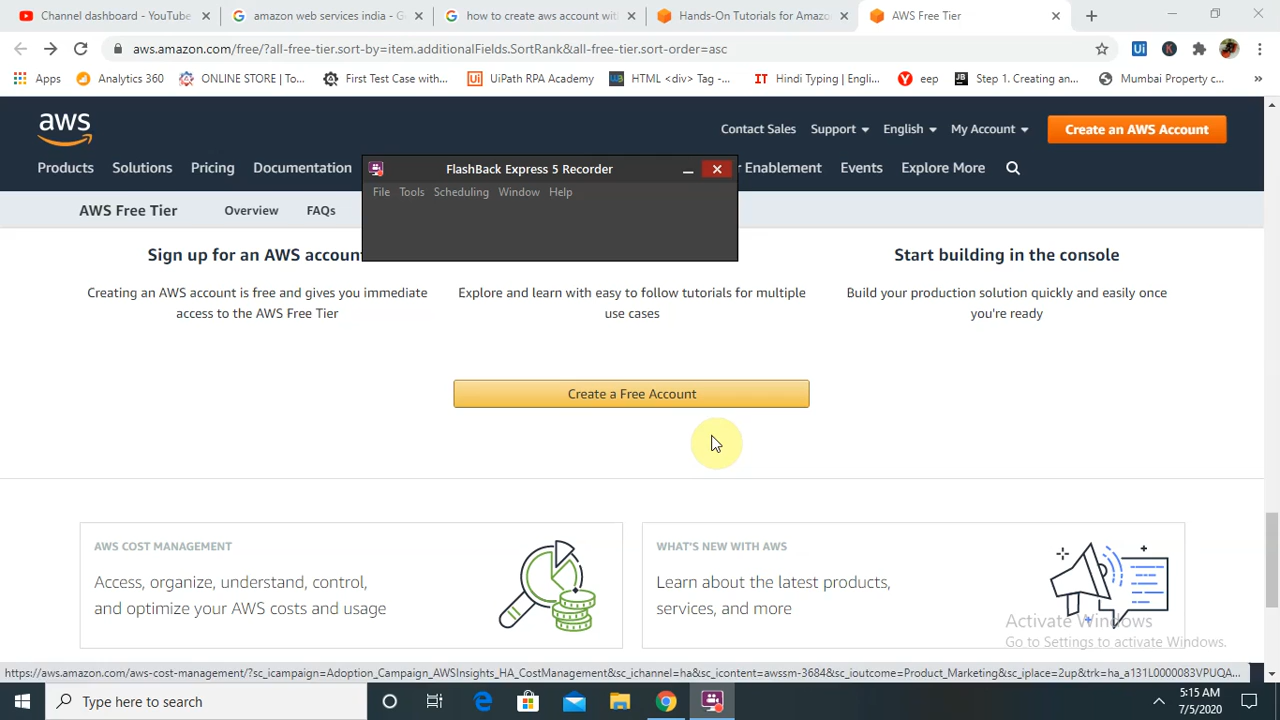 Channel dashboard - YouTube
amazon web services india - G
how to create aws account wit
Hands-On Tutorials for Amazo
AWS Free Tier
aws.amazon.com/free/?all-free-tier.sort-by=item.additionalFields.SortRank&all-free-tier.sort-order=asc
Ui
K
Apps
Analytics 360
ONLINE STORE | To...
First Test Case with...
UiPath RPA Academy
HTML <div> Tag -...
IT Hindi Typing | Engli...
eep
Step 1. Creating an...
Mumbai Property c...
»
aws
Contact Sales
Support
English
My Account
Create an AWS Account
Products
Solutions
Pricing
Documentation
r Enablement
Events
Explore More
FlashBack Express 5 Recorder
File Tools Scheduling Window Help
AWS Free Tier
Overview
FAQs
Sign up for an AWS accoun
Creating an AWS account is free and gives you immediate
access to the AWS Free Tier
Explore and learn with easy to follow tutorials for multiple
use cases
Start building in the console
Build your production solution quickly and easily once
you're ready
Create a Free Account
AWS COST MANAGEMENT
Access, organize, understand, control,
and optimize your AWS costs and usage
WHAT'S NEW WITH AWS
Learn about the latest produce,
services, and more
Activate Windows
Go to Settings to activate Windows.
https://aws.amazon.com/aws-cost-management/?sc_icampaign=Adoption_Campaign_AWSInsights_HA_CostManagement&sc_ichannel=ha&sc_icontent=awssm-3684&sc_ioutcome=Product_Marketing&sc_iplace=2up&trk=ha_a131L0000083VPUQA...
Type here to search
5:15 AM
7/5/2020